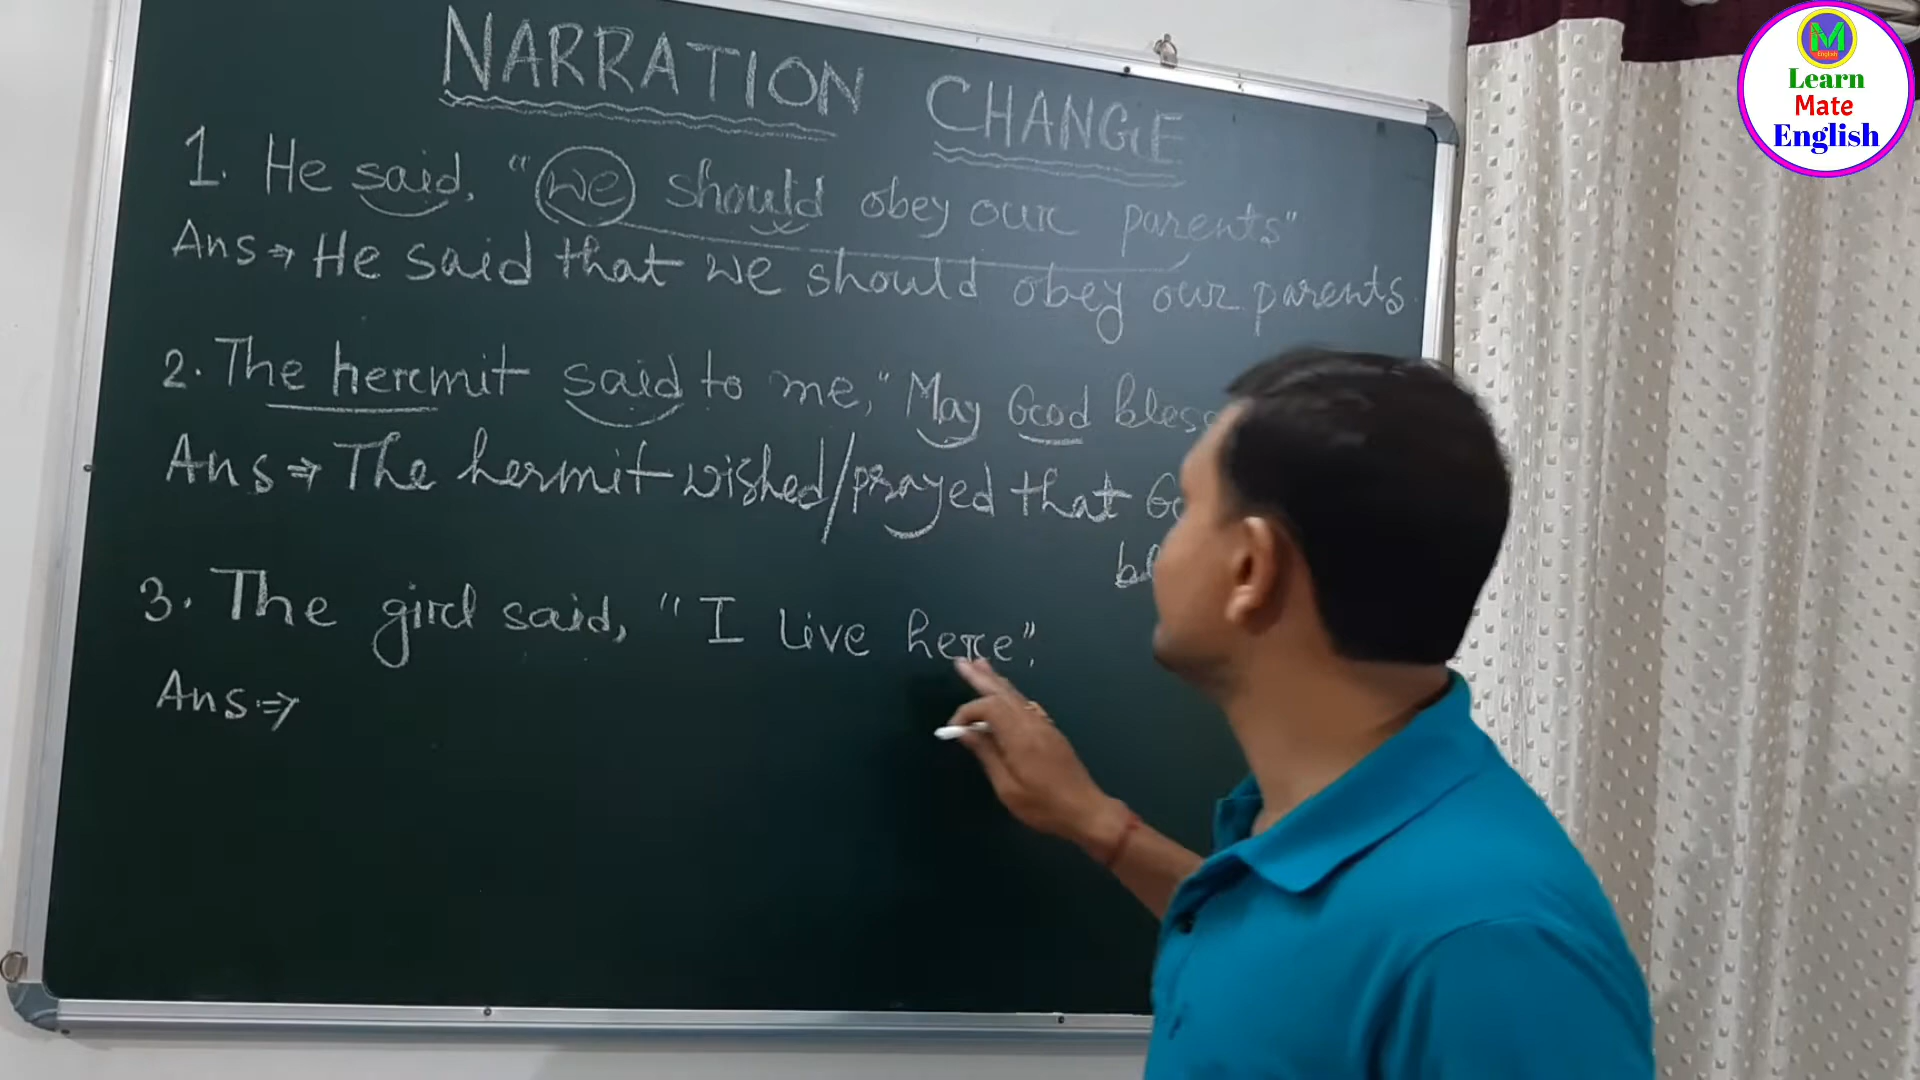 NARRATION CHANGE
1. He said, "we should obey our parents"
Ans ⇒ He said that we should obey our parents.
2. The hermit said to me, "May God bless
Ans ⇒ The hermit wished/prayed that
3. The girl said, "I live here".
Ans ⇒
M
English
Learn
Mate
English